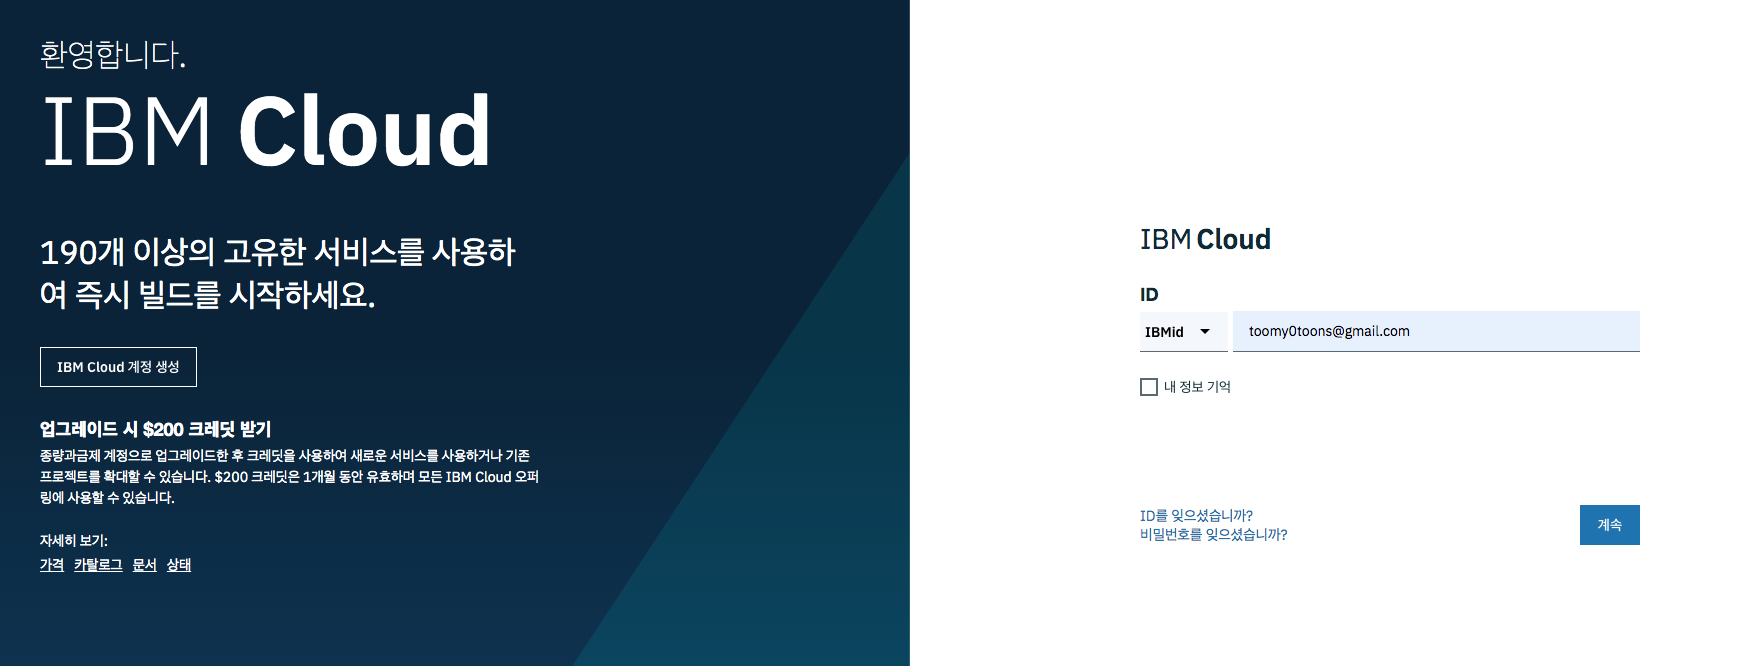 환영합니다.
IBM Cloud
190개 이상의 고유한 서비스를 사용하
여 즉시 빌드를 시작하세요.
IBM Cloud 계정 생성
업그레이드 시 $200 크레딧 받기
종량과금제 계정으로 업그레이드한 후 크레딧을 사용하여 새로운 서비스를 사용하거나 기존
프로젝트를 확대할 수 있습니다. $200 크레딧은 1개월 동안 유효하며 모든 IBM Cloud 오퍼
링에 사용할 수 있습니다.
자세히 보기:
가격 카탈로그 문서 상태
IBM Cloud
ID
IBMid toomy0toons@gmail.com
내 정보 기억
ID를 잊으셨습니까?
비밀번호를 잊으셨습니까?
계속